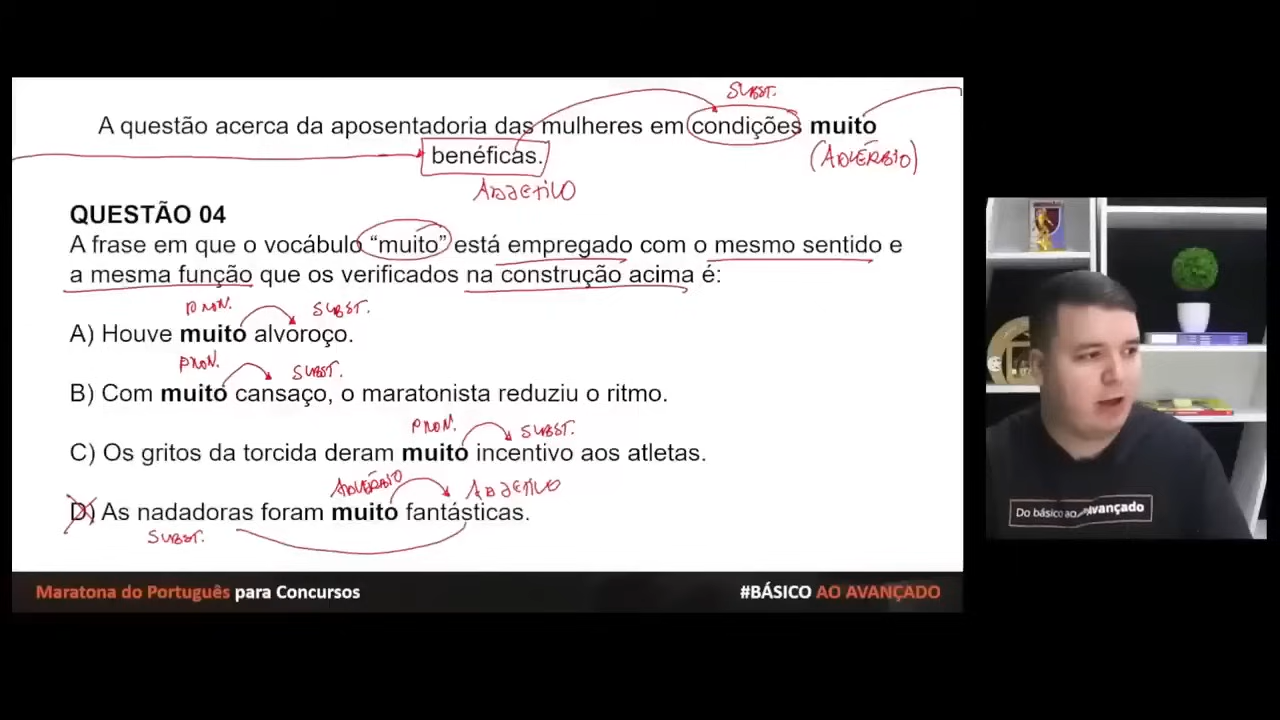 SUBST.
A questão acerca da aposentadoria das mulheres em condições muito
benéficas.
(ADVÉRBIO)
ADJETIVO
QUESTÃO 04
A frase em que o vocábulo “muito” está empregado com o mesmo sentido e
a mesma função que os verificados na construção acima é:
PRON. SUBST.
A) Houve muito alvoroço.
PRON. SUBST.
B) Com muito cansaço, o maratonista reduziu o ritmo.
PRON. SUBST.
C) Os gritos da torcida deram muito incentivo aos atletas.
ADVÉRBIO ADJETIVO
D) As nadadoras foram muito fantásticas.
SUBST.
Do básico ao Avançado
Maratona do Português para Concursos
#BÁSICO AO AVANÇADO